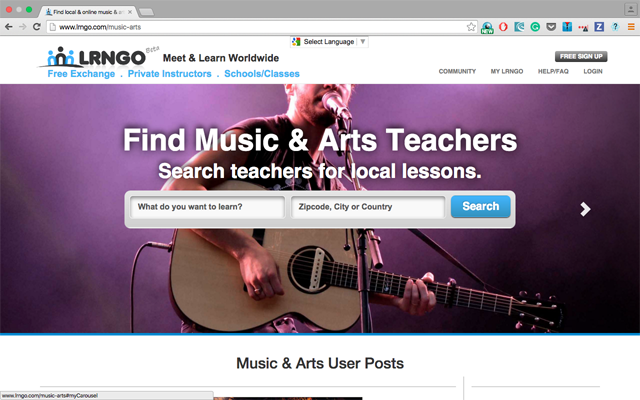 Find local & online music & a
www.lrngo.com/music-arts
NEW
Select Language
LRNGO Beta
Meet & Learn Worldwide
Free Exchange . Private Instructors . Schools/Classes
FREE SIGN UP
COMMUNITY MY LRNGO HELP/FAQ LOGIN
Find Music & Arts Teachers
Search teachers for local lessons.
What do you want to learn? Zipcode, City or Country Search
Music & Arts User Posts
www.lrngo.com/music-arts#myCarousel